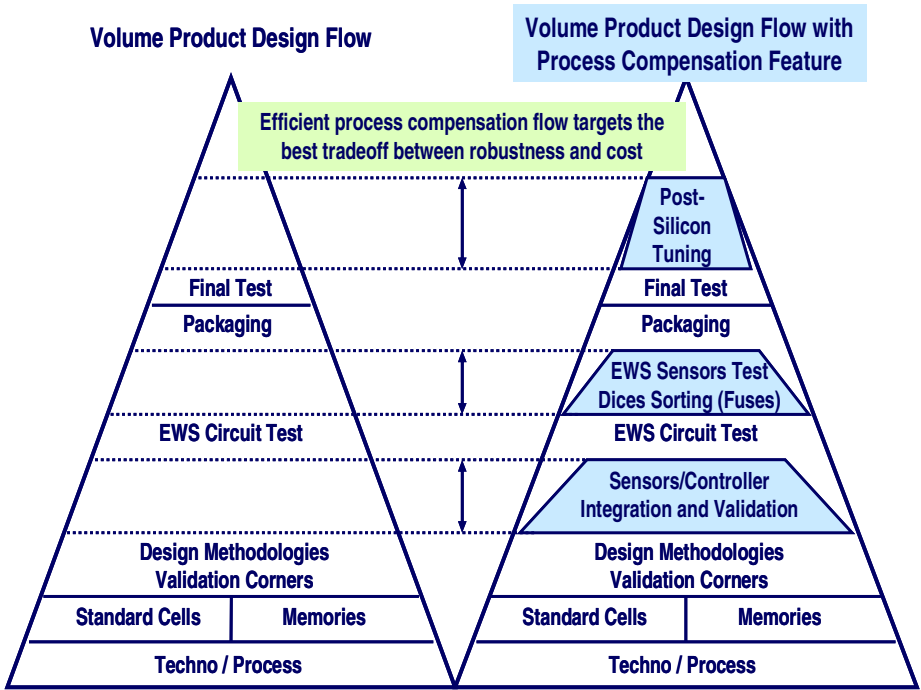 Volume Product Design Flow
Volume Product Design Flow with
Process Compensation Feature
Efficient process compensation flow targets the
best tradeoff between robustness and cost
Final Test
Packaging
EWS Circuit Test
Design Methodologies
Validation Corners
Standard Cells
Memories
Techno / Process
Post-
Silicon
Tuning
Final Test
Packaging
EWS Sensors Test
Dices Sorting (Fuses)
EWS Circuit Test
Sensors/Controller
Integration and Validation
Design Methodologies
Validation Corners
Standard Cells
Memories
Techno / Process